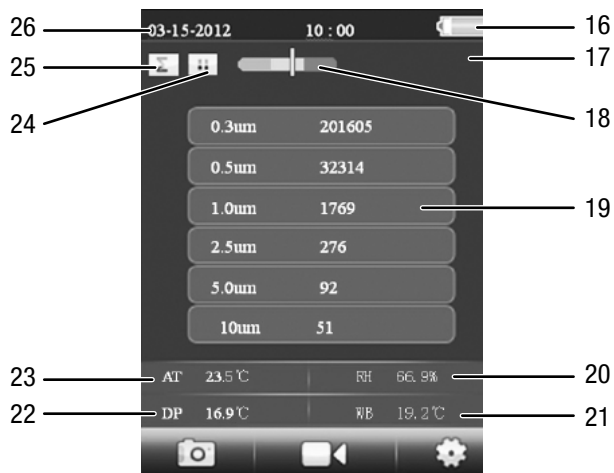 26 03-15-2012 10 : 00 16
25 Σ 17
24 18
0.3um 201605
0.5um 32314
1.0um 1769 19
2.5um 276
5.0um 92
10um 51
23 AT 23.5℃ RH 66.9% 20
22 DP 16.9℃ WB 19.2℃ 21